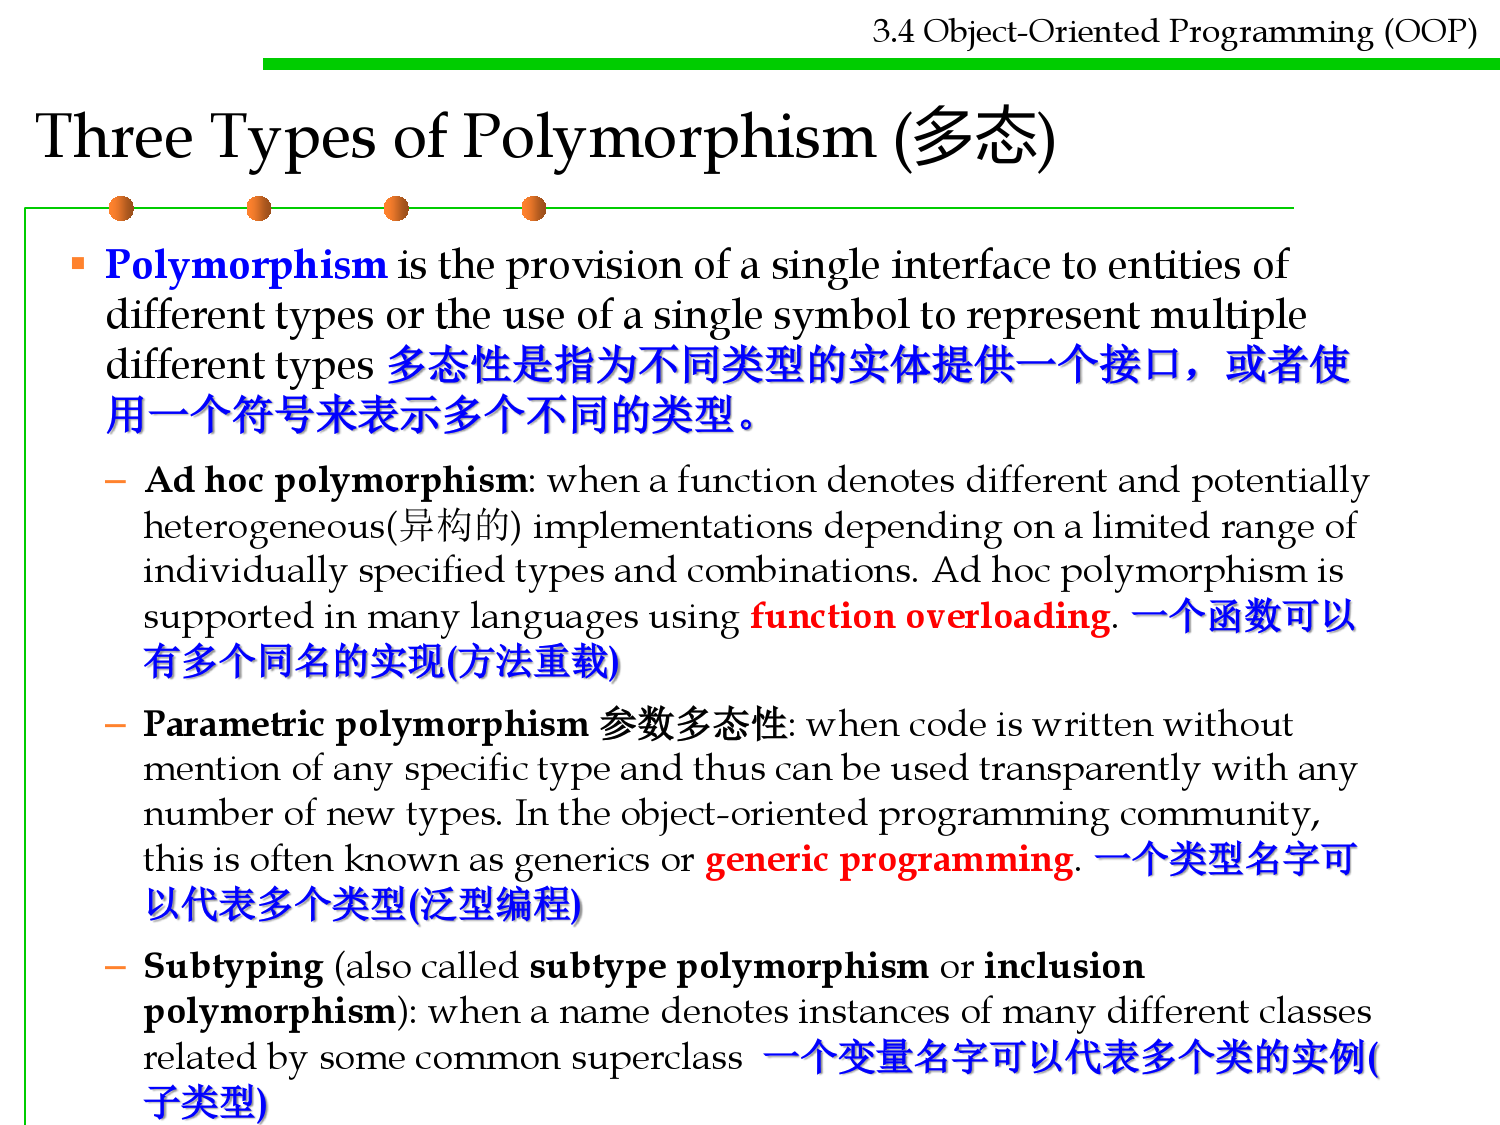 3.4 Object-Oriented Programming (OOP)
Three Types of Polymorphism (多态)
▪ Polymorphism is the provision of a single interface to entities of
different types or the use of a single symbol to represent multiple
different types 多态性是指为不同类型的实体提供一个接口，或者使
用一个符号来表示多个不同的类型。
– Ad hoc polymorphism: when a function denotes different and potentially
heterogeneous(异构的) implementations depending on a limited range of
individually specified types and combinations. Ad hoc polymorphism is
supported in many languages using function overloading. 一个函数可以
有多个同名的实现(方法重载)
– Parametric polymorphism 参数多态性: when code is written without
mention of any specific type and thus can be used transparently with any
number of new types. In the object-oriented programming community,
this is often known as generics or generic programming. 一个类型名字可
以代表多个类型(泛型编程)
– Subtyping (also called subtype polymorphism or inclusion
polymorphism): when a name denotes instances of many different classes
related by some common superclass 一个变量名字可以代表多个类的实例(
子类型)